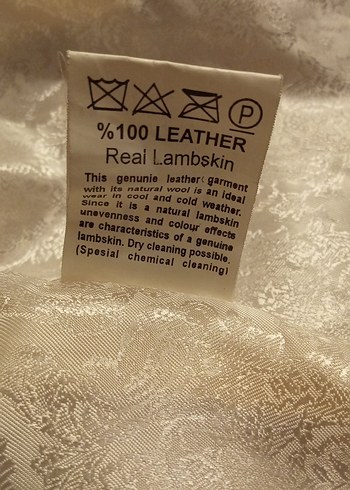 P
%100 LEATHER
Real Lambskin
This genunie leather garment
with its natural wool is an ideal
wear in cool and cold weather.
Since it is a natural lambskin
unevenness and colour effects
are characteristics of a genuine
lambskin. Dry cleaning possible.
(Spesial chemical cleaning)